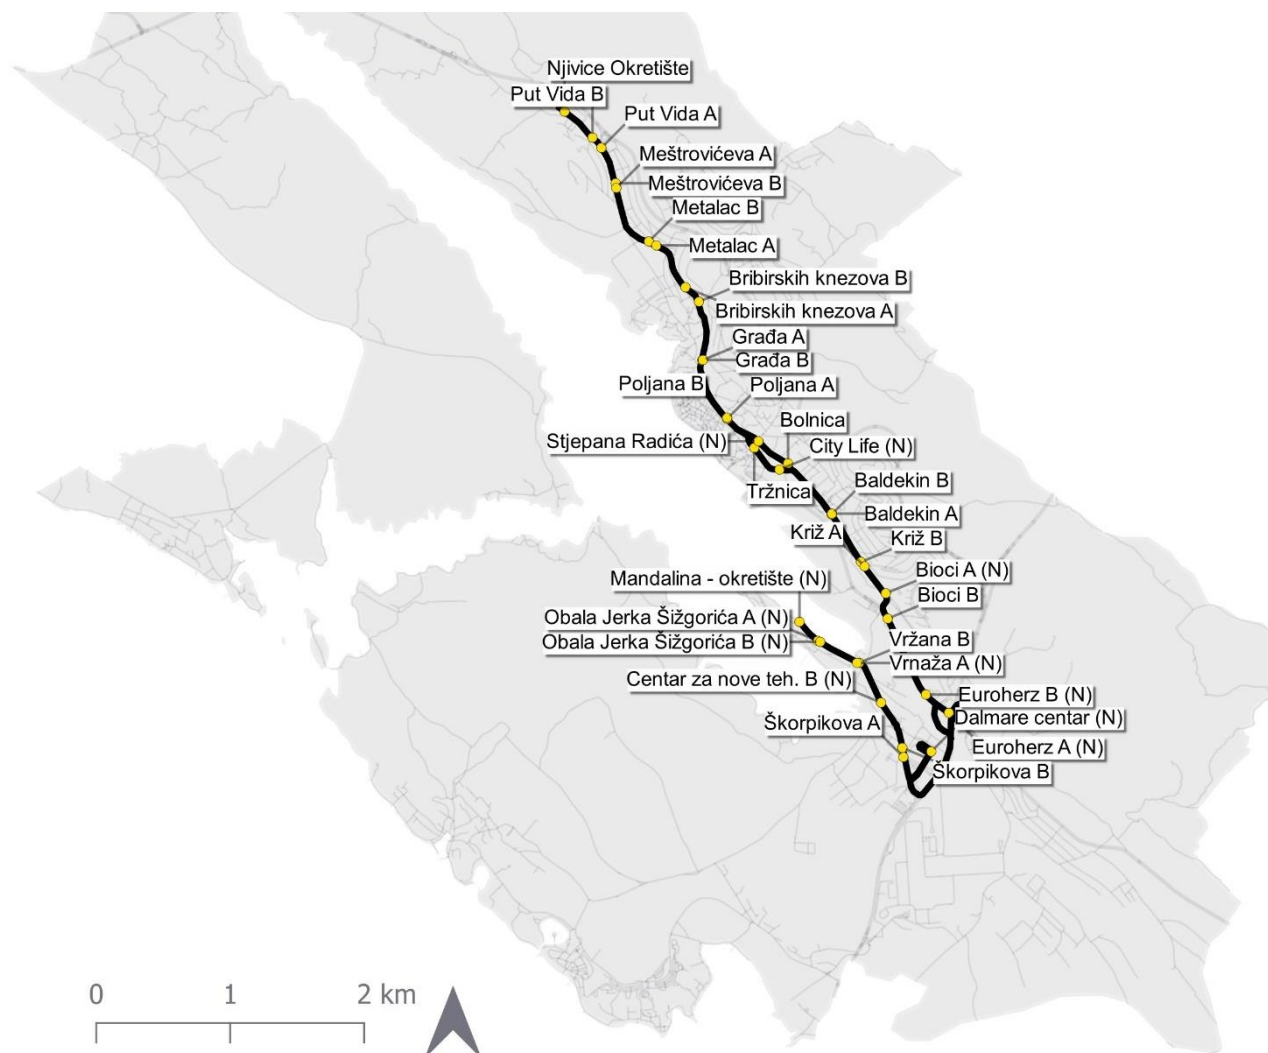 Njivice Okretište
Put Vida B
Put Vida A
Meštrovićeva A
Meštrovićeva B
Metalac B
Metalac A
Bribirskih knezova B
Bribirskih knezova A
Građa A
Građa B
Poljana B
Poljana A
Bolnica
Stjepana Radića (N)
City Life (N)
Tržnica
Baldekin B
Baldekin A
Križ A
Križ B
Bioci A (N)
Mandalina - okretište (N)
Bioci B
Obala Jerka Šižgorića A (N)
Obala Jerka Šižgorića B (N)
Vržana B
Vrnaža A (N)
Centar za nove teh. B (N)
Euroherz B (N)
Dalmare centar (N)
Škorpikova A
Euroherz A (N)
Škorpikova B
0 1 2 km